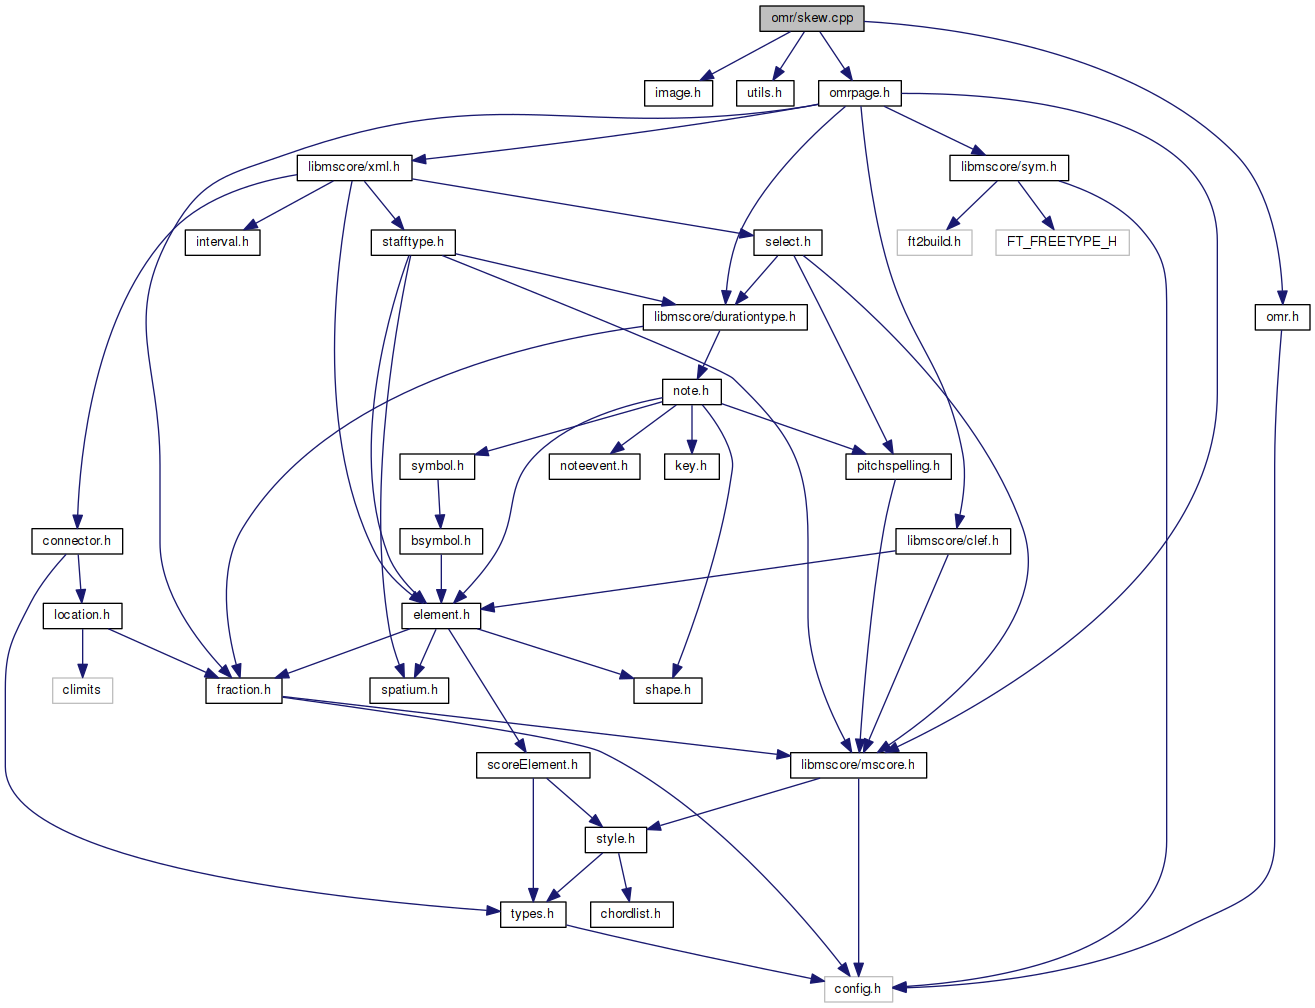 omr/skew.cpp
image.h
utils.h
omrpage.h
libmscore/xml.h
libmscore/sym.h
interval.h
stafftype.h
select.h
ft2build.h
FT_FREETYPE_H
libmscore/durationtype.h
omr.h
note.h
symbol.h
noteevent.h
key.h
pitchspelling.h
connector.h
bsymbol.h
libmscore/clef.h
location.h
element.h
climits
fraction.h
spatium.h
shape.h
scoreElement.h
libmscore/mscore.h
style.h
types.h
chordlist.h
config.h